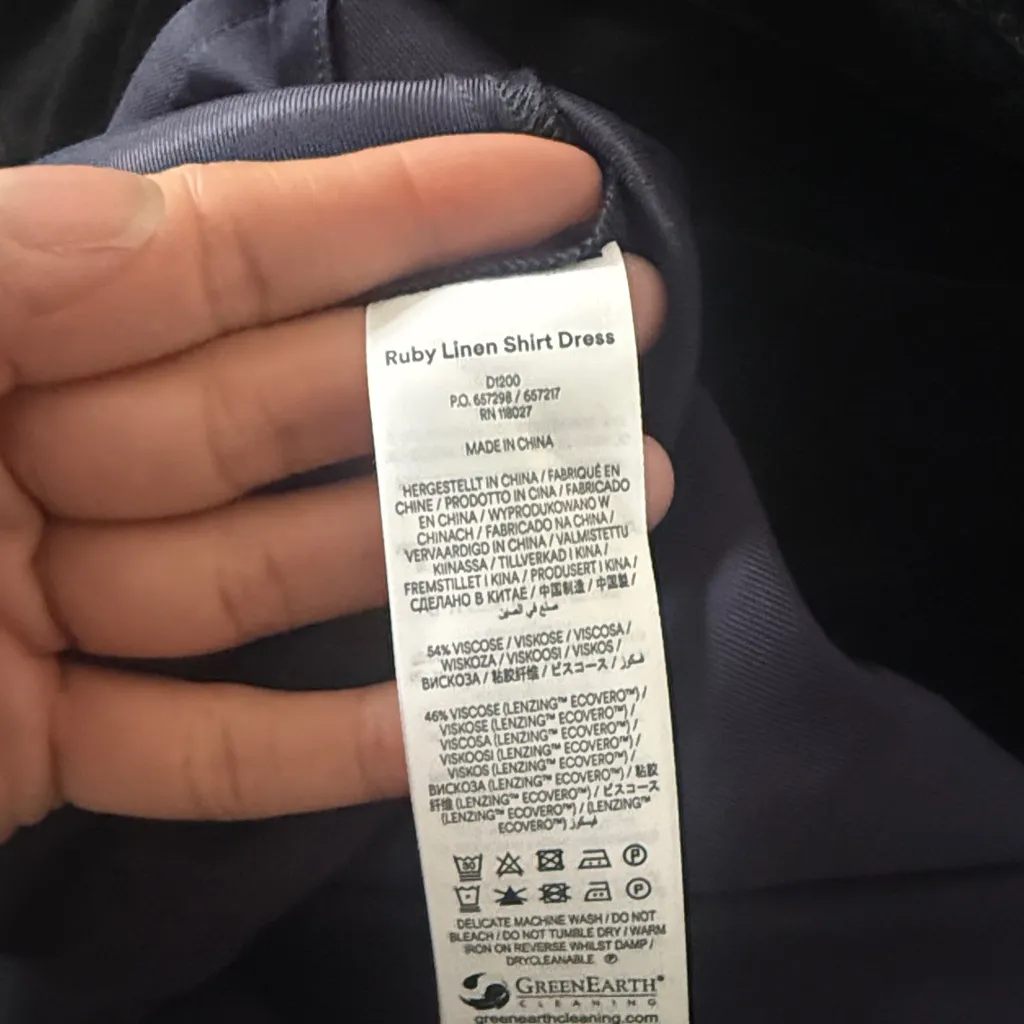 Ruby Linen Shirt Dress
D1200
P.O. 657298 / 657217
RN 118027
MADE IN CHINA
HERGESTELLT IN CHINA / FABRIQUÉ EN
CHINE / PRODOTTO IN CINA / FABRICADO
EN CHINA / WYPRODUKOWANO W
CHINACH / FABRICADO NA CHINA /
VERVAARDIGD IN CHINA / VALMISTETTU
KIINASSA / TILLVERKAD I KINA /
FREMSTILLET I KINA / PRODUSERT I KINA /
СДЕЛАНО В КИТАЕ / 中国制造 / 中国製 /
صنع في الصين
54% VISCOSE / VISKOSE / VISCOSA /
WISKOZA / VISKOOSI / VISKOS /
ВИСКОЗА / 粘胶纤维 / ビスコース / فيسكوز
46% VISCOSE (LENZING™ ECOVERO™) /
VISKOSE (LENZING™ ECOVERO™) /
VISCOSA (LENZING™ ECOVERO™) /
VISKOOSI (LENZING™ ECOVERO™) /
VISKOS (LENZING™ ECOVERO™) /
ВИСКОЗА (LENZING™ ECOVERO™) / 粘胶
纤维 (LENZING™ ECOVERO™) / ビスコース
(LENZING™ ECOVERO™) / (LENZING™
ECOVERO™) فيسكوز
30 P
P
DELICATE MACHINE WASH / DO NOT
BLEACH / DO NOT TUMBLE DRY / WARM
IRON ON REVERSE WHILST DAMP /
DRYCLEANABLE Ⓟ
GREENEARTH®
CLEANING
greenearthcleaning.com